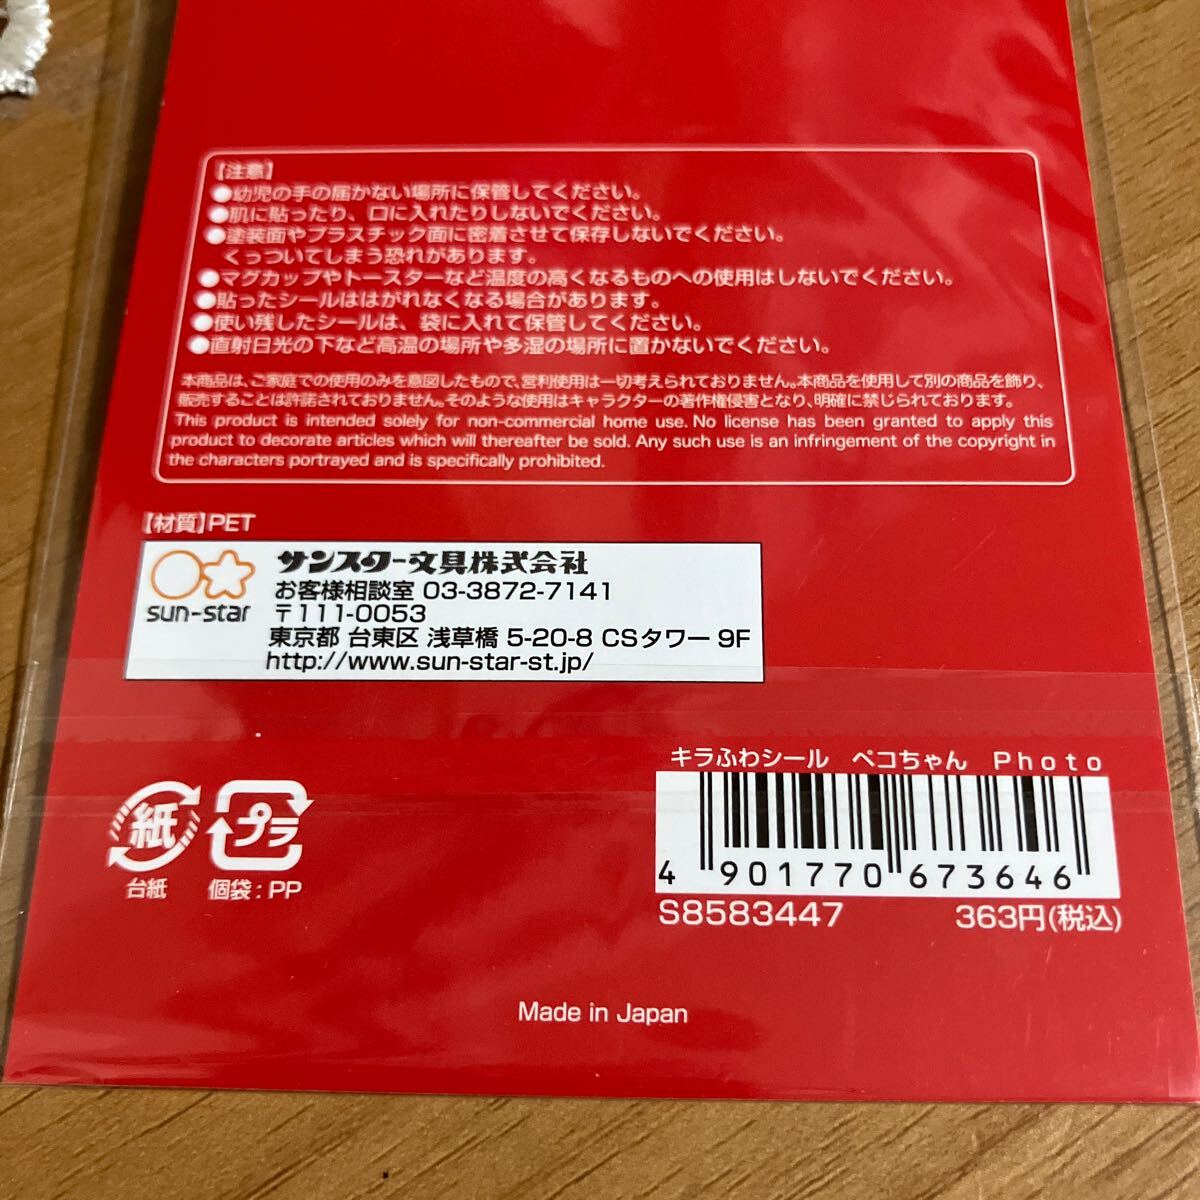 【注意】
●幼児の手の届かない場所に保管してください。
●肌に貼ったり、口に入れたりしないでください。
●塗装面やプラスチック面に密着させて保存しないでください。
くっついてしまう恐れがあります。
●マグカップやトースターなど温度の高くなるものへの使用はしないでください。
●貼ったシールははがれなくなる場合があります。
●使い残したシールは、袋に入れて保管してください。
●直射日光の下など高温の場所や多湿の場所に置かないでください。
本商品は、ご家庭での使用のみを意図したもので、営利使用は一切考えられておりません。本商品を使用して別の商品を飾り、
販売することは許諾されておりません。そのような使用はキャラクターの著作権侵害となり、明確に禁じられております。
This product is intended solely for non-commercial home use. No license has been granted to apply this
product to decorate articles which will thereafter be sold. Any such use is an infringement of the copyright in
the characters portrayed and is specifically prohibited.
【材質】PET
サンスター文具株式会社
sun-star
お客様相談室 03-3872-7141
〒111-0053
東京都 台東区 浅草橋 5-20-8 CSタワー 9F
http://www.sun-star-st.jp/
キラふわシール ペコちゃん Photo
4 901770 673646
S8583447 363円(税込)
紙 プラ
台紙 個袋：PP
Made in Japan